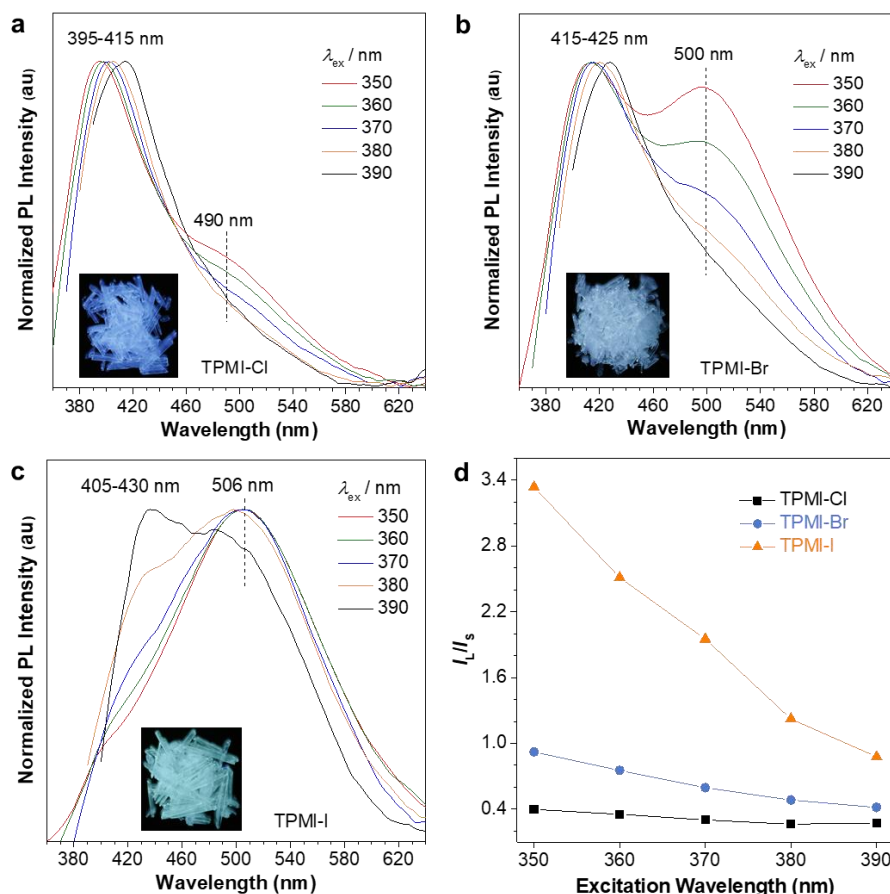 a
395-415 nm
λex / nm
350
360
370
380
390
490 nm
TPMI-Cl
Normalized PL Intensity (au)
360 420 480 540 600
Wavelength (nm)
b
415-425 nm
500 nm
λex / nm
350
360
370
380
390
TPMI-Br
Normalized PL Intensity (au)
380 420 460 500 540 580 620
Wavelength (nm)
c
405-430 nm
506 nm
λex / nm
350
360
370
380
390
TPMI-I
Normalized PL Intensity (au)
380 420 460 500 540 580 620
Wavelength (nm)
d
TPMI-Cl
TPMI-Br
TPMI-I
IL/Is
3.4
2.8
2.2
1.6
1.0
0.4
350 360 370 380 390
Excitation Wavelength (nm)